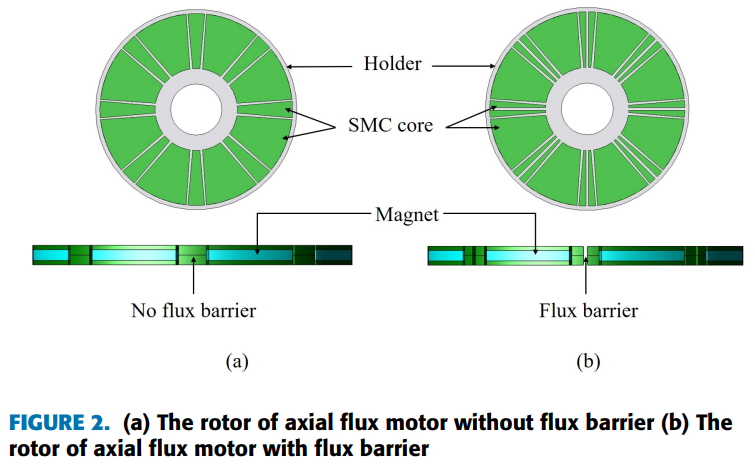 Holder
SMC core
Magnet
No flux barrier
Flux barrier
(a)
(b)
FIGURE 2. (a) The rotor of axial flux motor without flux barrier (b) The
rotor of axial flux motor with flux barrier